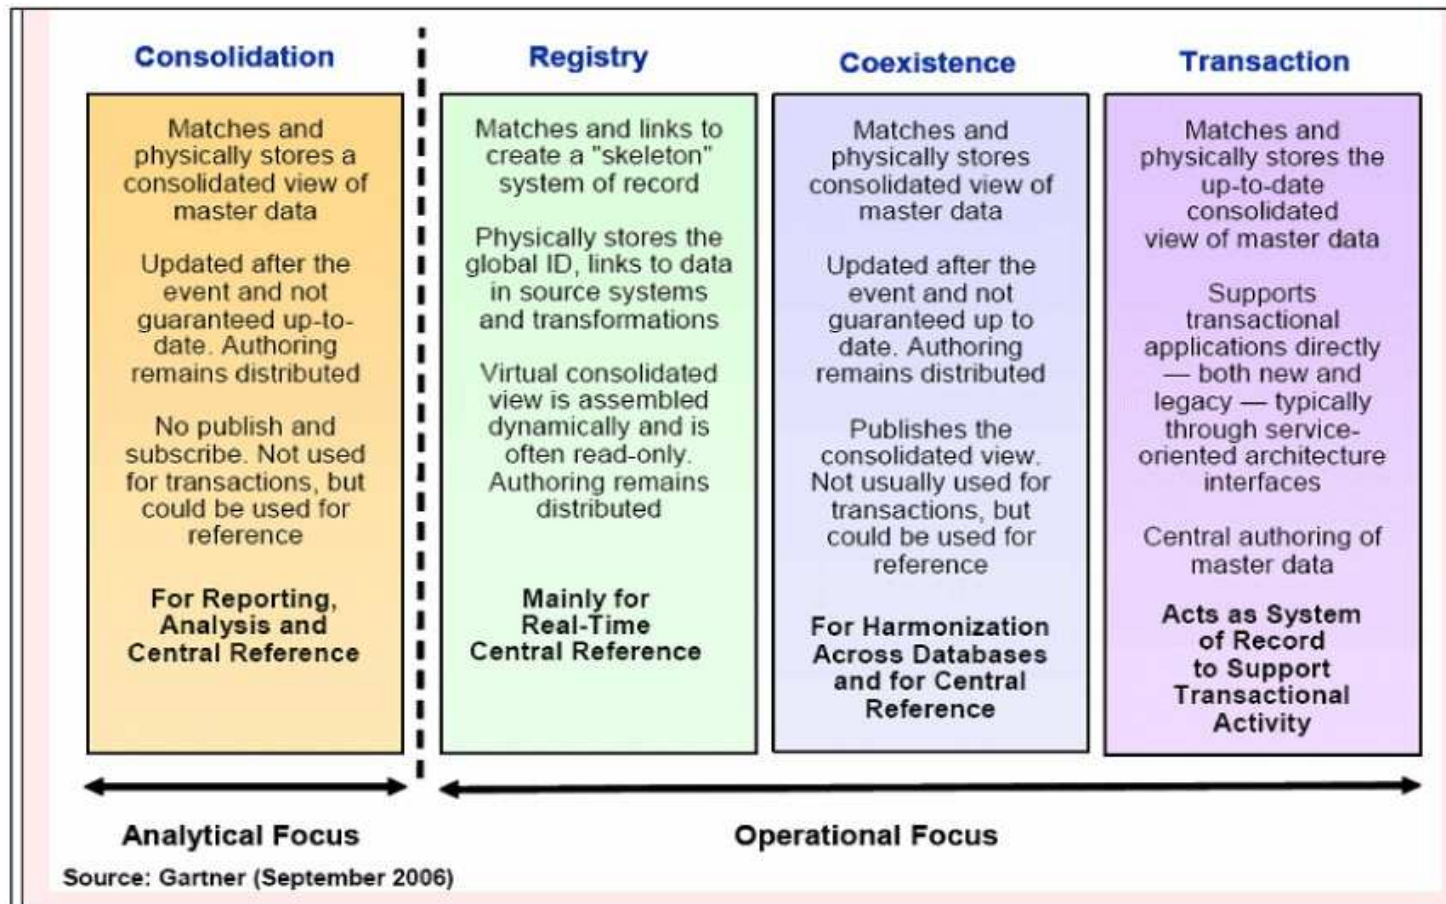 Consolidation
Matches and
physically stores a
consolidated view of
master data
Updated after the
event and not
guaranteed up-to-
date. Authoring
remains distributed
No publish and
subscribe. Not used
for transactions, but
could be used for
reference
For Reporting,
Analysis and
Central Reference
Registry
Matches and links to
create a "skeleton"
system of record
Physically stores the
global ID, links to data
in source systems
and transformations
Virtual consolidated
view is assembled
dynamically and is
often read-only.
Authoring remains
distributed
Mainly for
Real-Time
Central Reference
Coexistence
Matches and
physically stores
consolidated view of
master data
Updated after the
event and not
guaranteed up to
date. Authoring
remains distributed
Publishes the
consolidated view.
Not usually used for
transactions, but
could be used for
reference
For Harmonization
Across Databases
and for Central
Reference
Transaction
Matches and
physically stores the
up-to-date
consolidated
view of master data
Supports
transactional
applications directly
— both new and
legacy — typically
through service-
oriented architecture
interfaces
Central authoring of
master data
Acts as System
of Record
to Support
Transactional
Activity
Analytical Focus
Operational Focus
Source: Gartner (September 2006)